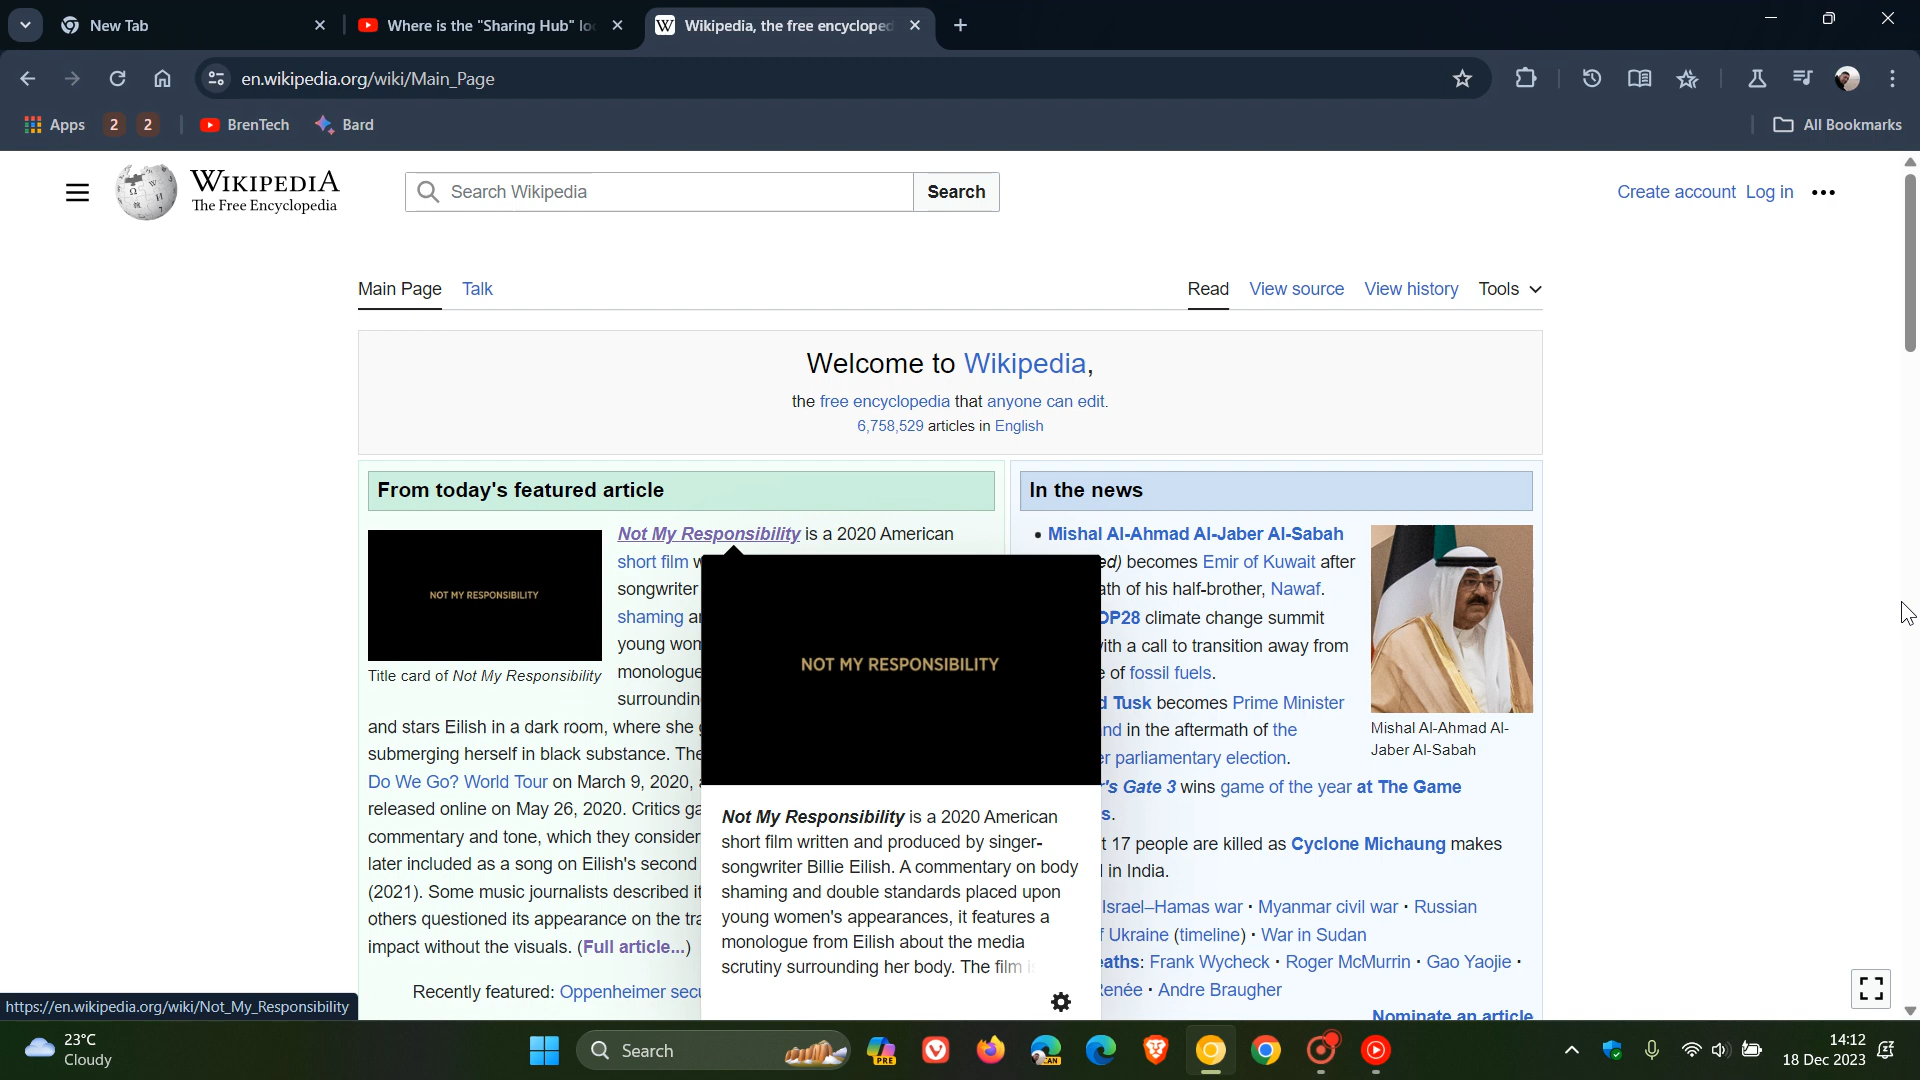 New Tab
Where is the "Sharing Hub" lo
Wikipedia, the free encycloped
en.wikipedia.org/wiki/Main_Page
Apps
2
2
BrenTech
Bard
All Bookmarks
WIKIPEDIA
The Free Encyclopedia
Search Wikipedia
Search
Create account Log in
Main Page Talk
Read View source View history Tools
Welcome to Wikipedia,
the free encyclopedia that anyone can edit.
6,758,529 articles in English
From today's featured article
NOT MY RESPONSIBILITY
Title card of Not My Responsibility
Not My Responsibility is a 2020 American
short film w
songwriter
shaming a
young wom
monologue
surroundin
and stars Eilish in a dark room, where she
submerging herself in black substance. The
Do We Go? World Tour on March 9, 2020,
released online on May 26, 2020. Critics ga
commentary and tone, which they consider
later included as a song on Eilish's second
(2021). Some music journalists described it
others questioned its appearance on the tra
impact without the visuals. (Full article...)
Recently featured: Oppenheimer secu
NOT MY RESPONSIBILITY
Not My Responsibility is a 2020 American
short film written and produced by singer-
songwriter Billie Eilish. A commentary on body
shaming and double standards placed upon
young women's appearances, it features a
monologue from Eilish about the media
scrutiny surrounding her body. The film
In the news
Mishal Al-Ahmad Al-Jaber Al-Sabah
ed) becomes Emir of Kuwait after
ath of his half-brother, Nawaf.
OP28 climate change summit
ith a call to transition away from
e of fossil fuels.
d Tusk becomes Prime Minister
nd in the aftermath of the
er parliamentary election.
r's Gate 3 wins game of the year at The Game
s.
t 17 people are killed as Cyclone Michaung makes
l in India.
Mishal Al-Ahmad Al-
Jaber Al-Sabah
Israel–Hamas war · Myanmar civil war · Russian
f Ukraine (timeline) · War in Sudan
eaths: Frank Wycheck · Roger McMurrin · Gao Yaojie ·
Renée · Andre Braugher
Nominate an article
https://en.wikipedia.org/wiki/Not_My_Responsibility
23°C
Cloudy
Search
PRE
CAN
14:12
18 Dec 2023